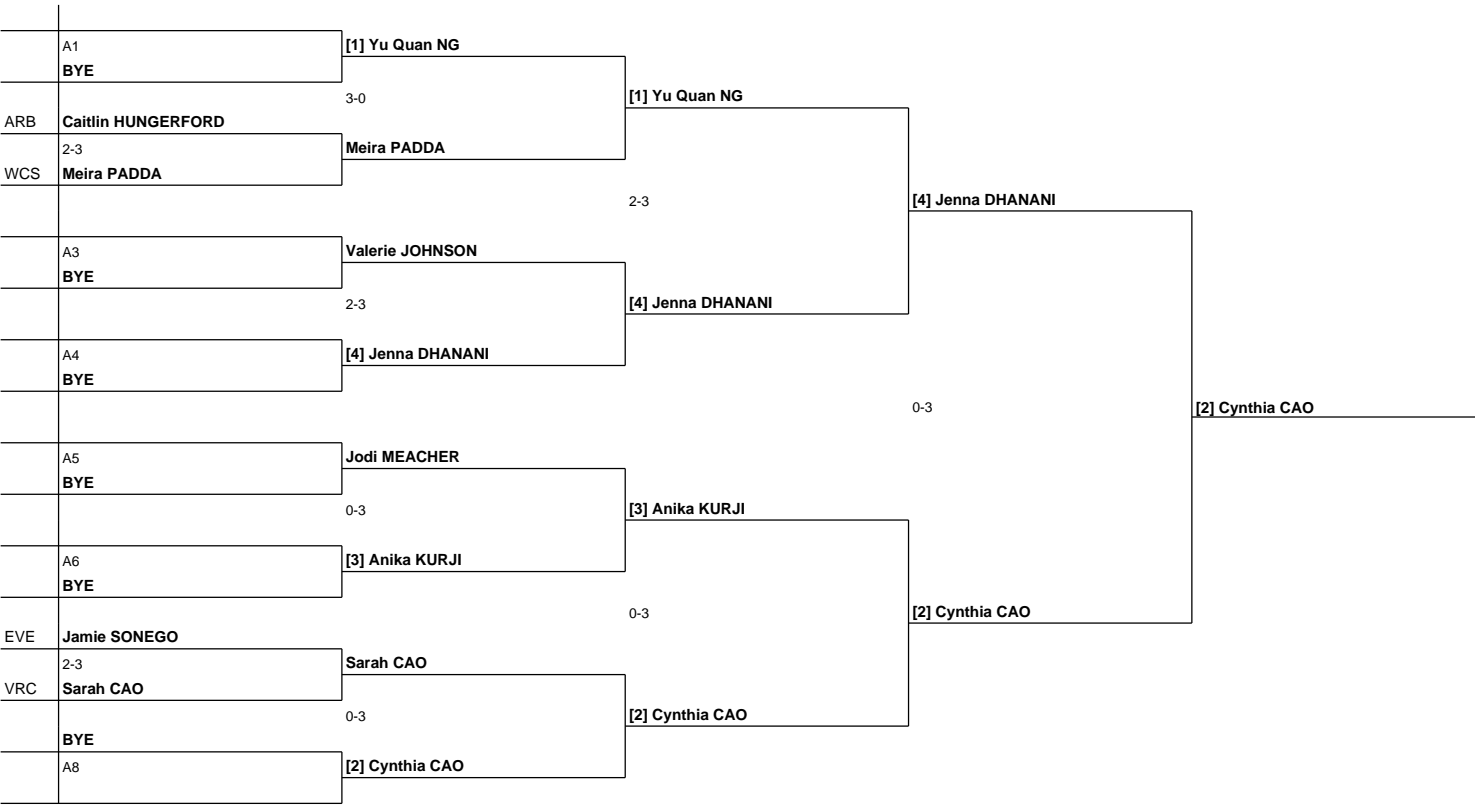 A1
[1] Yu Quan NG
BYE
3-0
[1] Yu Quan NG
ARB Caitlin HUNGERFORD
2-3
Meira PADDA
WCS Meira PADDA
2-3
[4] Jenna DHANANI
A3
Valerie JOHNSON
BYE
2-3
[4] Jenna DHANANI
A4
[4] Jenna DHANANI
BYE
0-3
[2] Cynthia CAO
A5
Jodi MEACHER
BYE
0-3
[3] Anika KURJI
A6
[3] Anika KURJI
BYE
0-3
[2] Cynthia CAO
EVE Jamie SONEGO
2-3
Sarah CAO
VRC Sarah CAO
0-3
[2] Cynthia CAO
BYE
A8
[2] Cynthia CAO